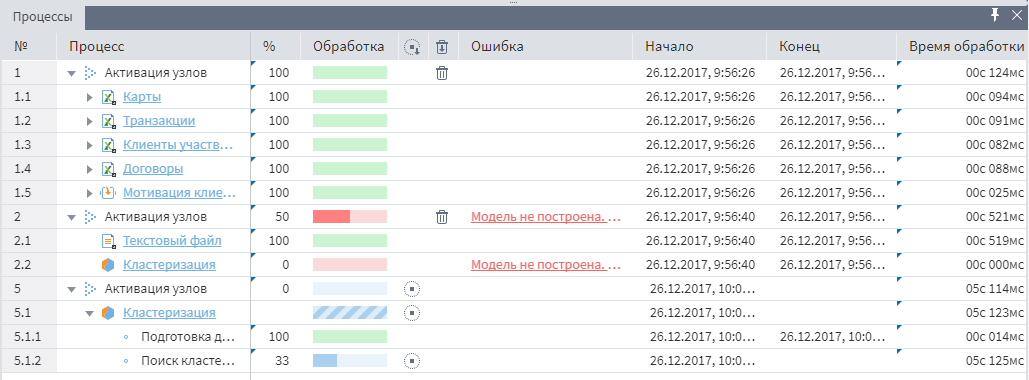 Процессы
№ Процесс % Обработка Ошибка Начало Конец Время обработки
1 Активация узлов 100 26.12.2017, 9:56:26 26.12.2017, 9:56... 00с 124мс
1.1 Карты 100 26.12.2017, 9:56:26 26.12.2017, 9:56... 00с 094мс
1.2 Транзакции 100 26.12.2017, 9:56:26 26.12.2017, 9:56... 00с 091мс
1.3 Клиенты участв... 100 26.12.2017, 9:56:26 26.12.2017, 9:56... 00с 082мс
1.4 Договоры 100 26.12.2017, 9:56:26 26.12.2017, 9:56... 00с 088мс
1.5 Мотивация клие... 100 26.12.2017, 9:56:26 26.12.2017, 9:56... 00с 025мс
2 Активация узлов 50 Модель не построена. ... 26.12.2017, 9:56:40 26.12.2017, 9:56... 00с 521мс
2.1 Текстовый файл 100 26.12.2017, 9:56:40 26.12.2017, 9:56... 00с 519мс
2.2 Кластеризация 0 Модель не построена. ... 26.12.2017, 9:56:40 26.12.2017, 9:56... 00с 000мс
5 Активация узлов 0 26.12.2017, 10:0... 05с 114мс
5.1 Кластеризация 26.12.2017, 10:0... 05с 123мс
5.1.1 Подготовка д... 100 26.12.2017, 10:0... 26.12.2017, 10:0... 00с 014мс
5.1.2 Поиск класте... 33 26.12.2017, 10:0... 05с 125мс